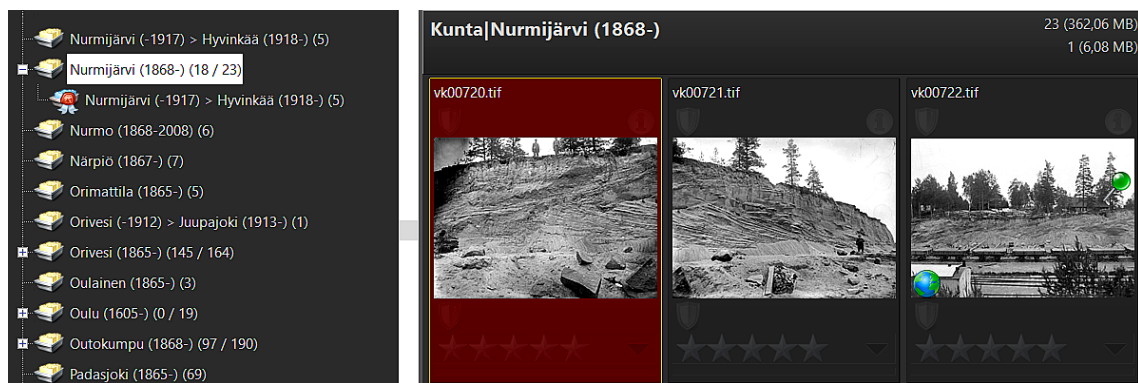 Nurmijärvi (-1917) > Hyvinkää (1918-) (5)
Nurmijärvi (1868-) (18 / 23)
Nurmijärvi (-1917) > Hyvinkää (1918-) (5)
Nurmo (1868-2008) (6)
Närpiö (1867-) (7)
Orimattila (1865-) (5)
Orivesi (-1912) > Juupajoki (1913-) (1)
Orivesi (1865-) (145 / 164)
Oulainen (1865-) (3)
Oulu (1605-) (0 / 19)
Outokumpu (1868-) (97 / 190)
Padasjoki (1865-) (69)
Kunta|Nurmijärvi (1868-)
23 (362,06 MB)
1 (6,08 MB)
vk00720.tif
vk00721.tif
vk00722.tif